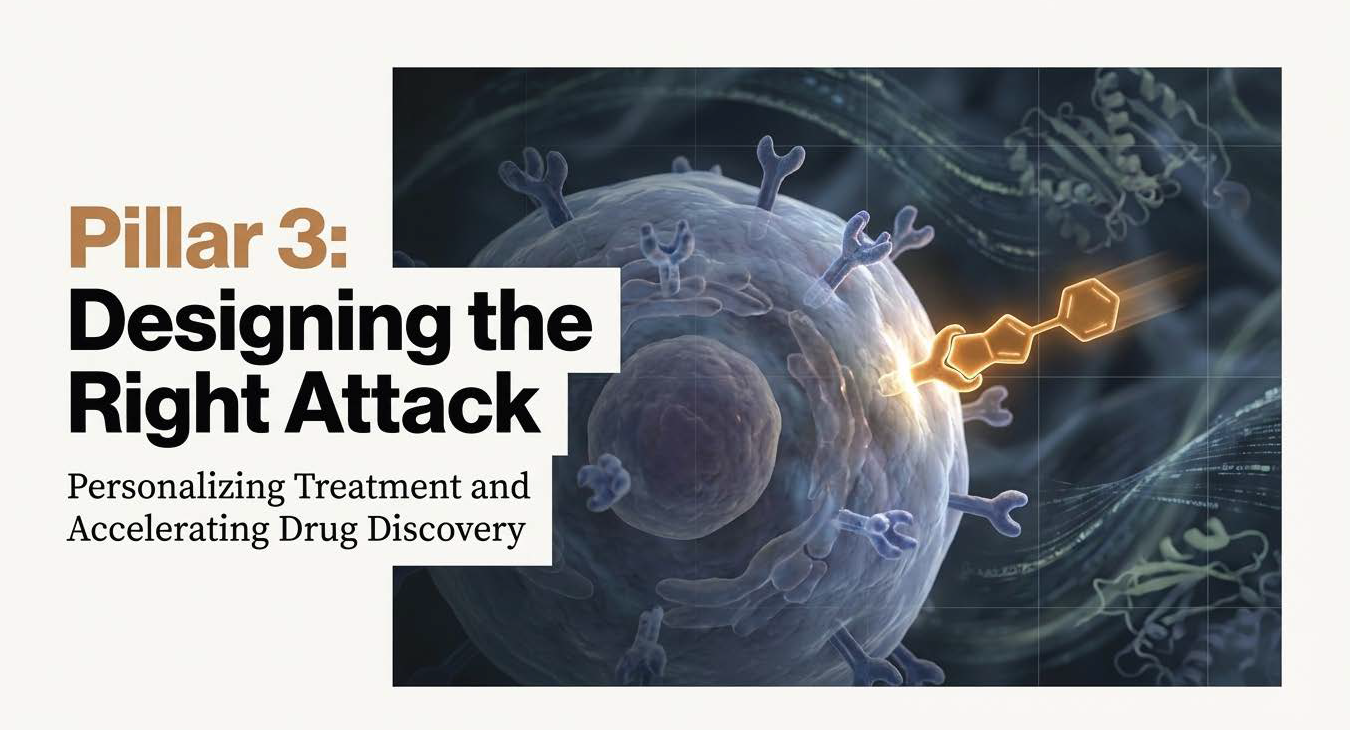 Pillar 3:
Designing the
Right Attack
Personalizing Treatment and
Accelerating Drug Discovery